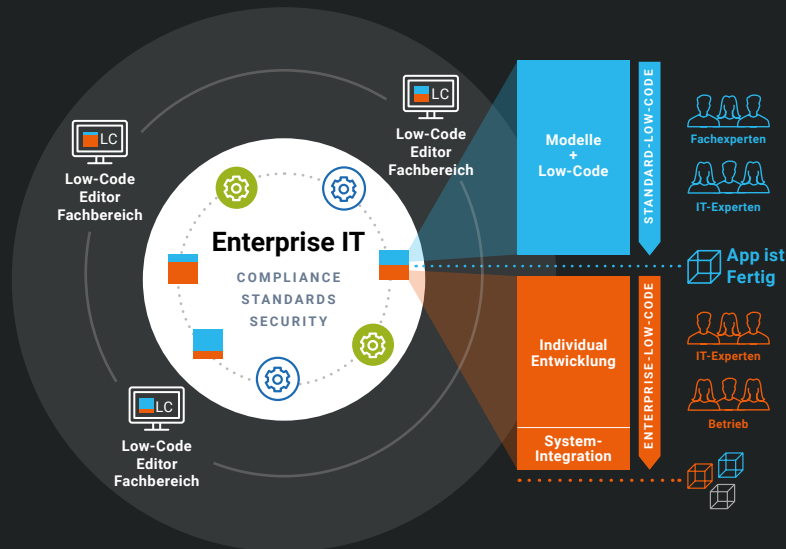 LC
Low-Code
Editor
Fachbereich
LC
Low-Code
Editor
Fachbereich
LC
Low-Code
Editor
Fachbereich
Enterprise IT
COMPLIANCE
STANDARDS
SECURITY
Modelle
+
Low-Code
STANDARD-LOW-CODE
Fachexperten
IT-Experten
App ist
Fertig
Individual
Entwicklung
System-
Integration
ENTERPRISE-LOW-CODE
IT-Experten
Betrieb